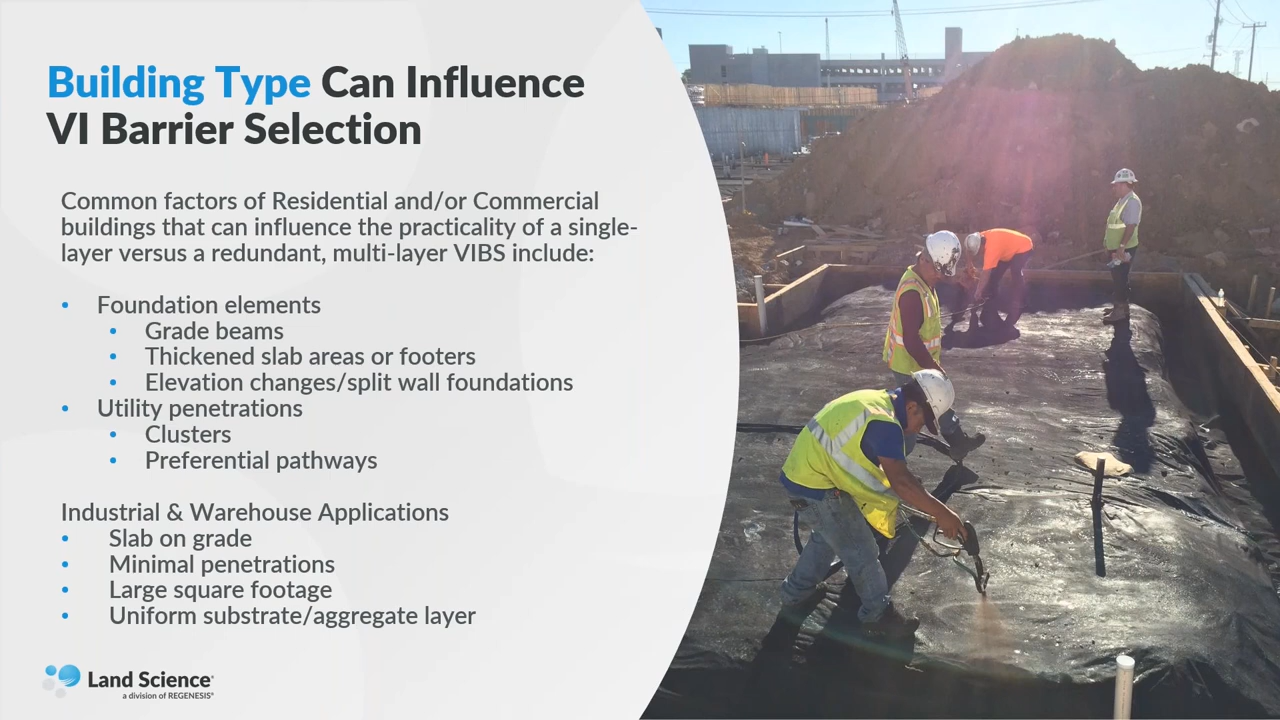 Building Type Can Influence
VI Barrier Selection
Common factors of Residential and/or Commercial
buildings that can influence the practicality of a single-
layer versus a redundant, multi-layer VIBS include:
• Foundation elements
• Grade beams
• Thickened slab areas or footers
• Elevation changes/split wall foundations
• Utility penetrations
• Clusters
• Preferential pathways
Industrial & Warehouse Applications
• Slab on grade
• Minimal penetrations
• Large square footage
• Uniform substrate/aggregate layer
Land Science®
a division of REGENESIS®